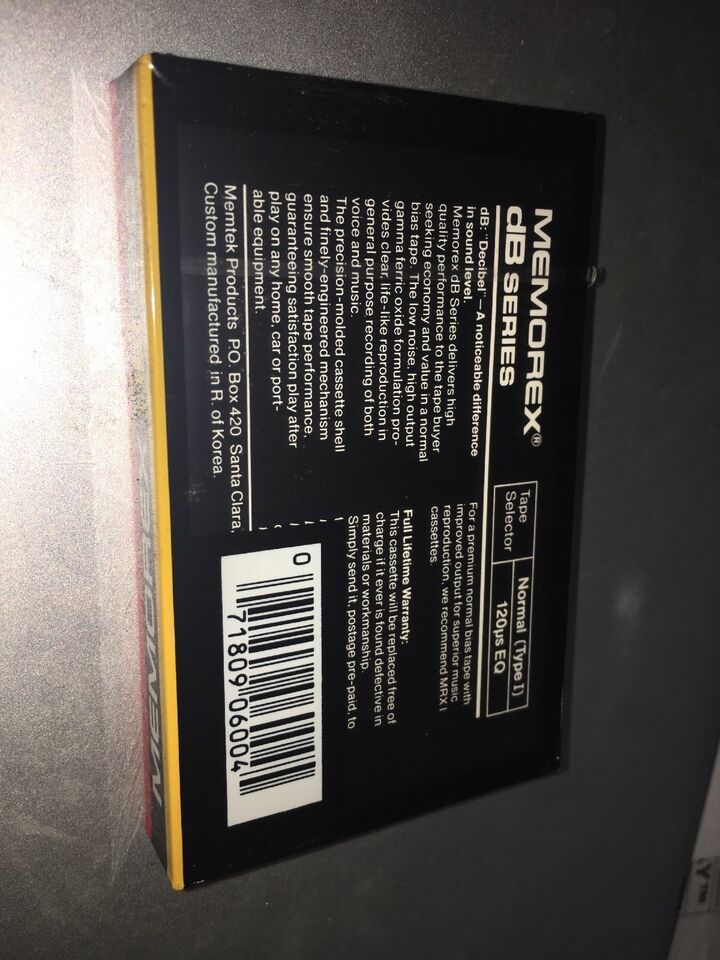 MEMOREX®
dB SERIES
Tape
Selector
Normal (Type I)
120µs EQ
dB: "Decibel" — A noticeable difference
in sound level.
Memorex dB Series delivers high
quality performance to the tape buyer
seeking economy and value in a normal
bias tape. The low noise, high output
gamma ferric oxide formulation pro-
vides clear, life-like reproduction in
general purpose recording of both
voice and music.
The precision-molded cassette shell
and finely-engineered mechanism
ensure smooth tape performance,
guaranteeing satisfaction play after
play on any home, car or port-
able equipment.
For a premium normal bias tape with
improved output for superior music
reproduction, we recommend MRX I
cassettes.
Full Lifetime Warranty:
This cassette will be replaced free of
charge if it ever is found defective in
materials or workmanship.
Simply send it, postage pre-paid, to
Memtek Products P.O. Box 420 Santa Clara,
Custom manufactured in R. of Korea.
0 71809 06004
MEMOREX